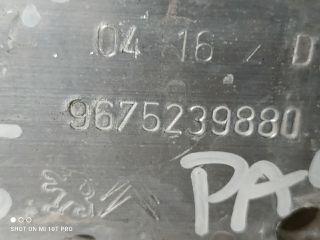 04 16 / D
9675239880
PA
SHOT ON MI 10T PRO